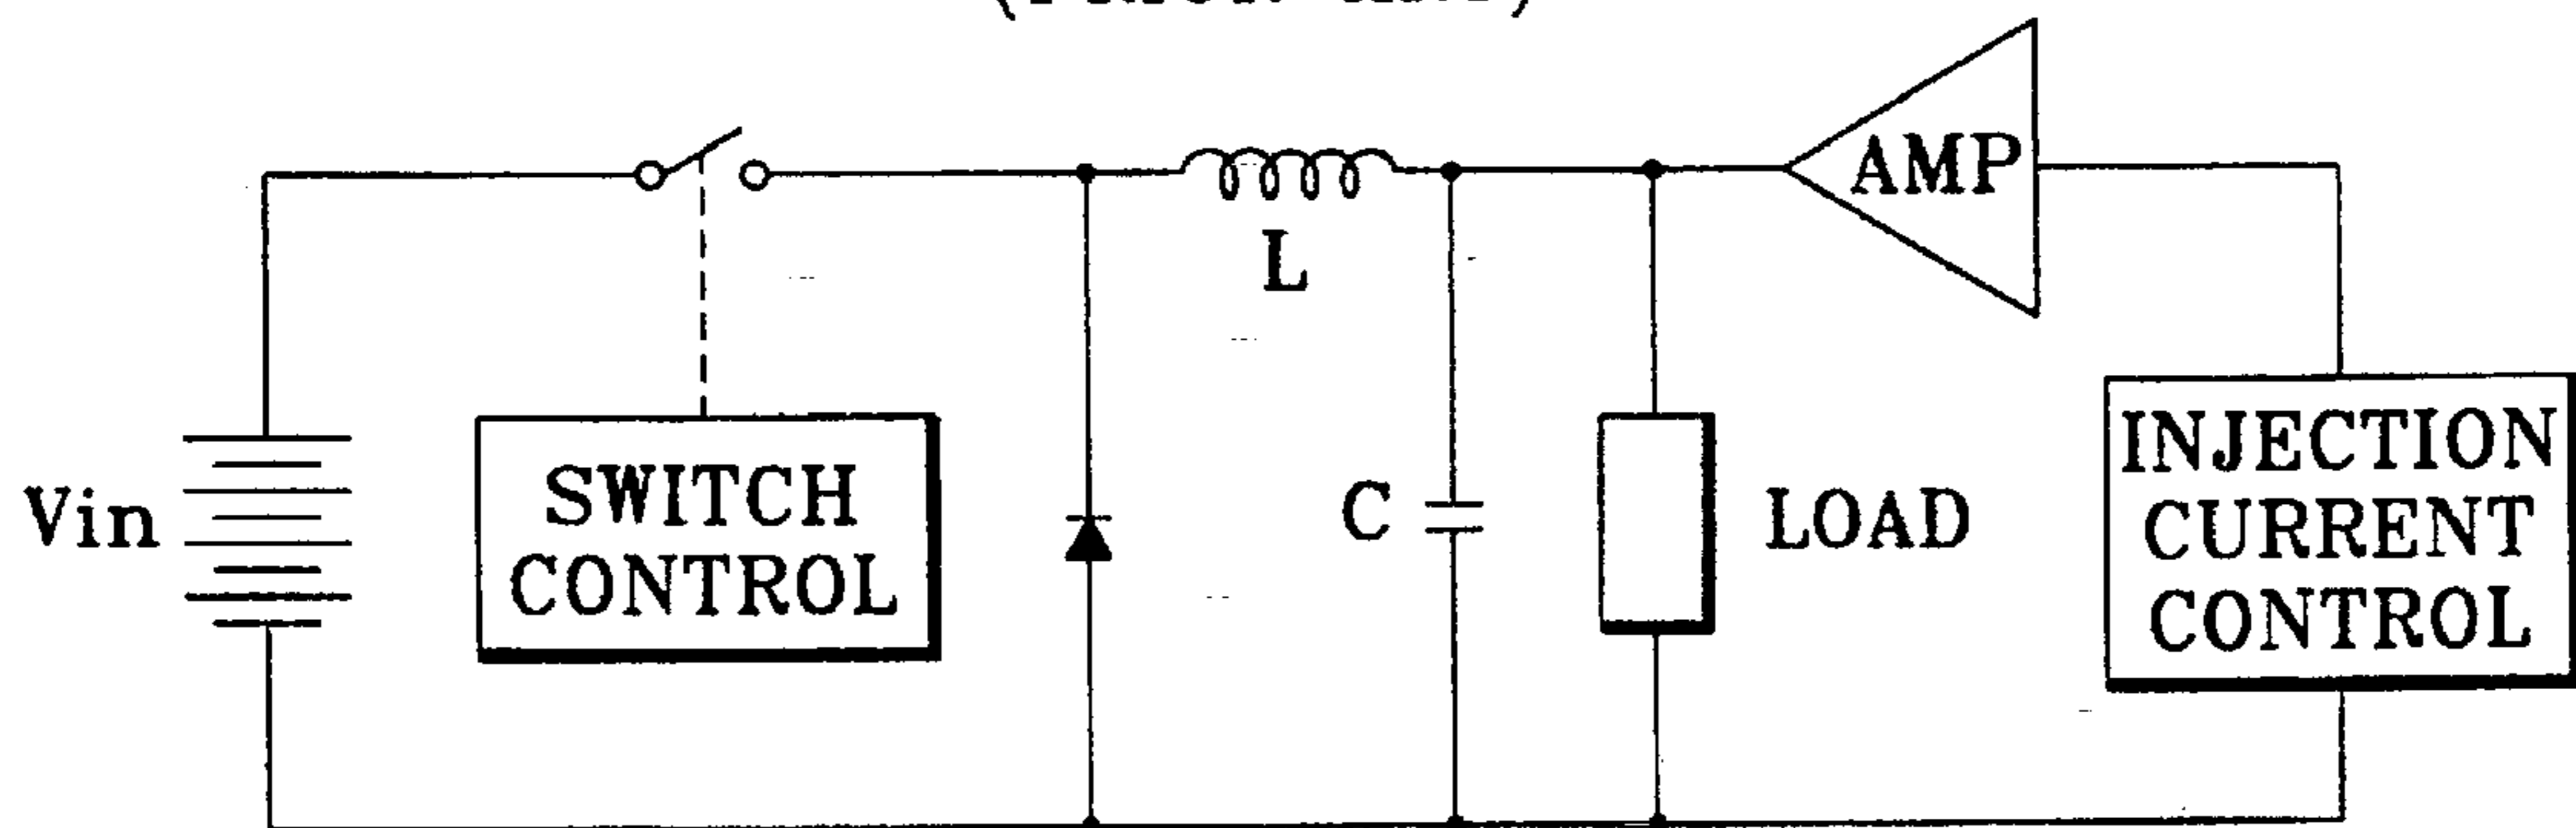 AMP
L
Vin
SWITCH
CONTROL
C
LOAD
INJECTION
CURRENT
CONTROL